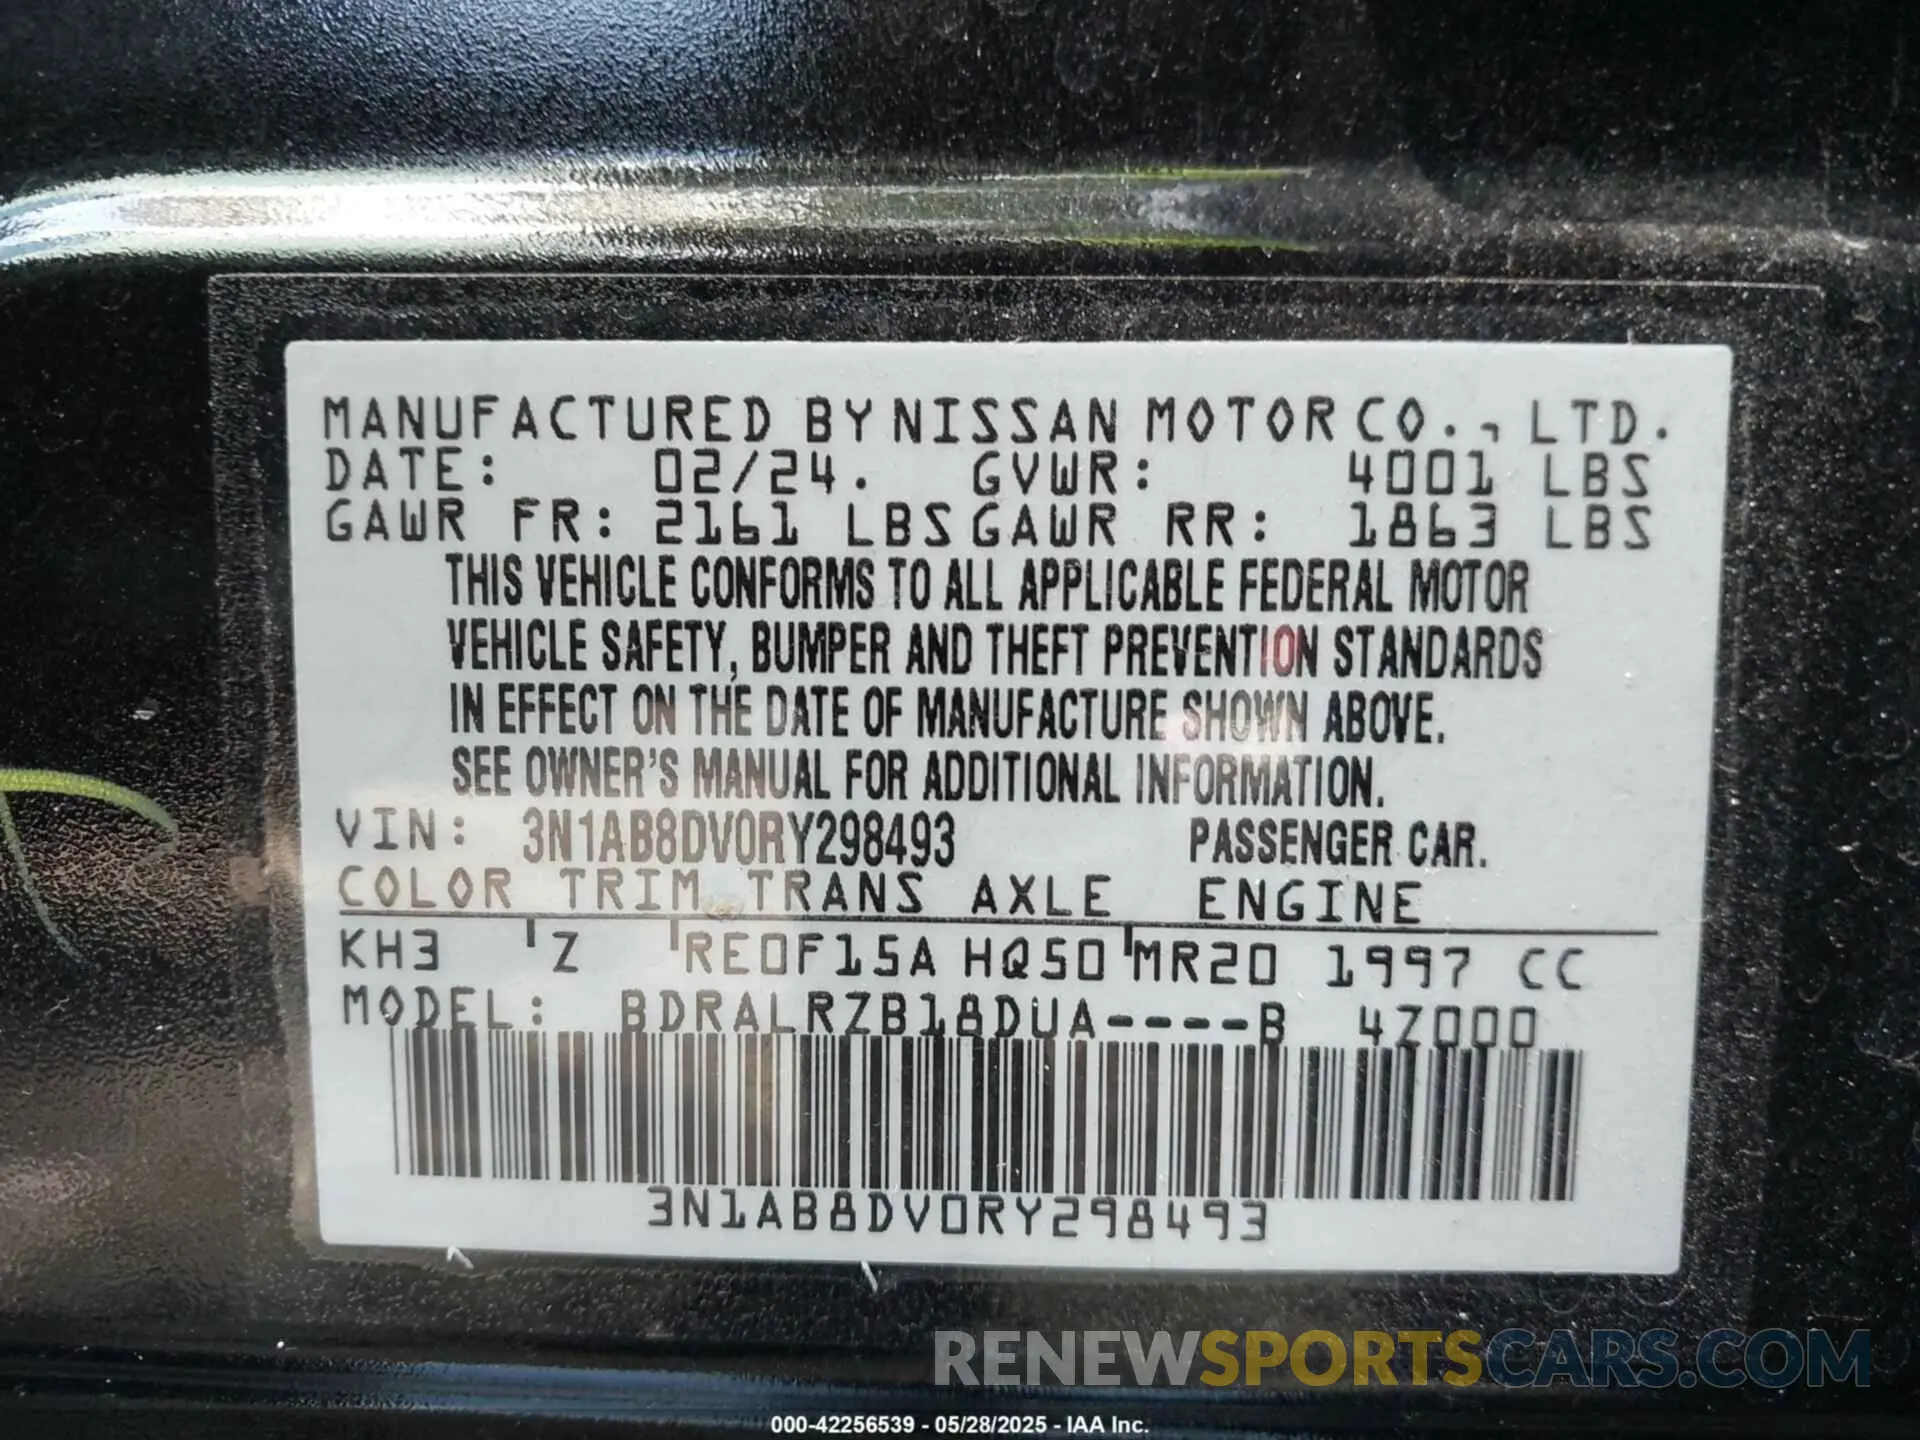 MANUFACTURED BY NISSAN MOTOR CO., LTD.
DATE: 02/24. GVWR: 4001 LBS
GAWR FR: 2161 LBS GAWR RR: 1863 LBS
THIS VEHICLE CONFORMS TO ALL APPLICABLE FEDERAL MOTOR
VEHICLE SAFETY, BUMPER AND THEFT PREVENTION STANDARDS
IN EFFECT ON THE DATE OF MANUFACTURE SHOWN ABOVE.
SEE OWNER'S MANUAL FOR ADDITIONAL INFORMATION.
VIN: 3N1AB8DV0RY298493 PASSENGER CAR.
COLOR TRIM TRANS AXLE ENGINE
KH3 Z RE0F15A HQ50 MR20 1997 CC
MODEL: BDRALRZB18DUA----B 4Z000
3N1AB8DV0RY298493
RENEWSPORTSCARS.COM
000-42256539 - 05/28/2025 - IAA Inc.